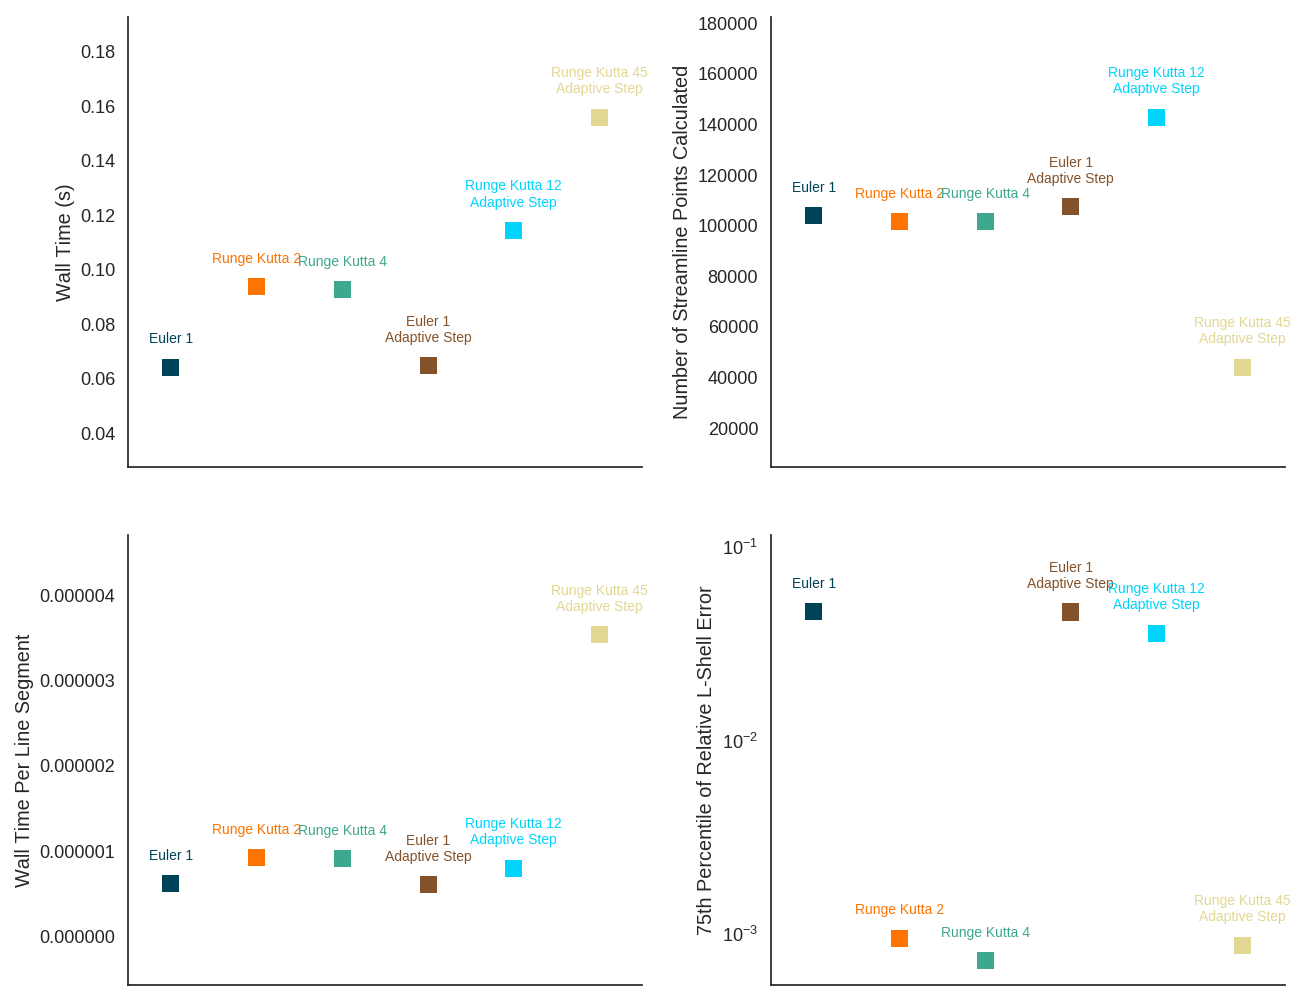 Wall Time (s)
0.18
0.16
0.14
0.12
0.10
0.08
0.06
0.04
Euler 1
Runge Kutta 2
Runge Kutta 4
Euler 1
Adaptive Step
Runge Kutta 12
Adaptive Step
Runge Kutta 45
Adaptive Step
Number of Streamline Points Calculated
180000
160000
140000
120000
100000
80000
60000
40000
20000
Euler 1
Runge Kutta 2
Runge Kutta 4
Euler 1
Adaptive Step
Runge Kutta 12
Adaptive Step
Runge Kutta 45
Adaptive Step
Wall Time Per Line Segment
0.000004
0.000003
0.000002
0.000001
0.000000
Euler 1
Runge Kutta 2
Runge Kutta 4
Euler 1
Adaptive Step
Runge Kutta 12
Adaptive Step
Runge Kutta 45
Adaptive Step
75th Percentile of Relative L-Shell Error
10⁻¹
10⁻²
10⁻³
Euler 1
Runge Kutta 2
Runge Kutta 4
Euler 1
Adaptive Step
Runge Kutta 12
Adaptive Step
Runge Kutta 45
Adaptive Step